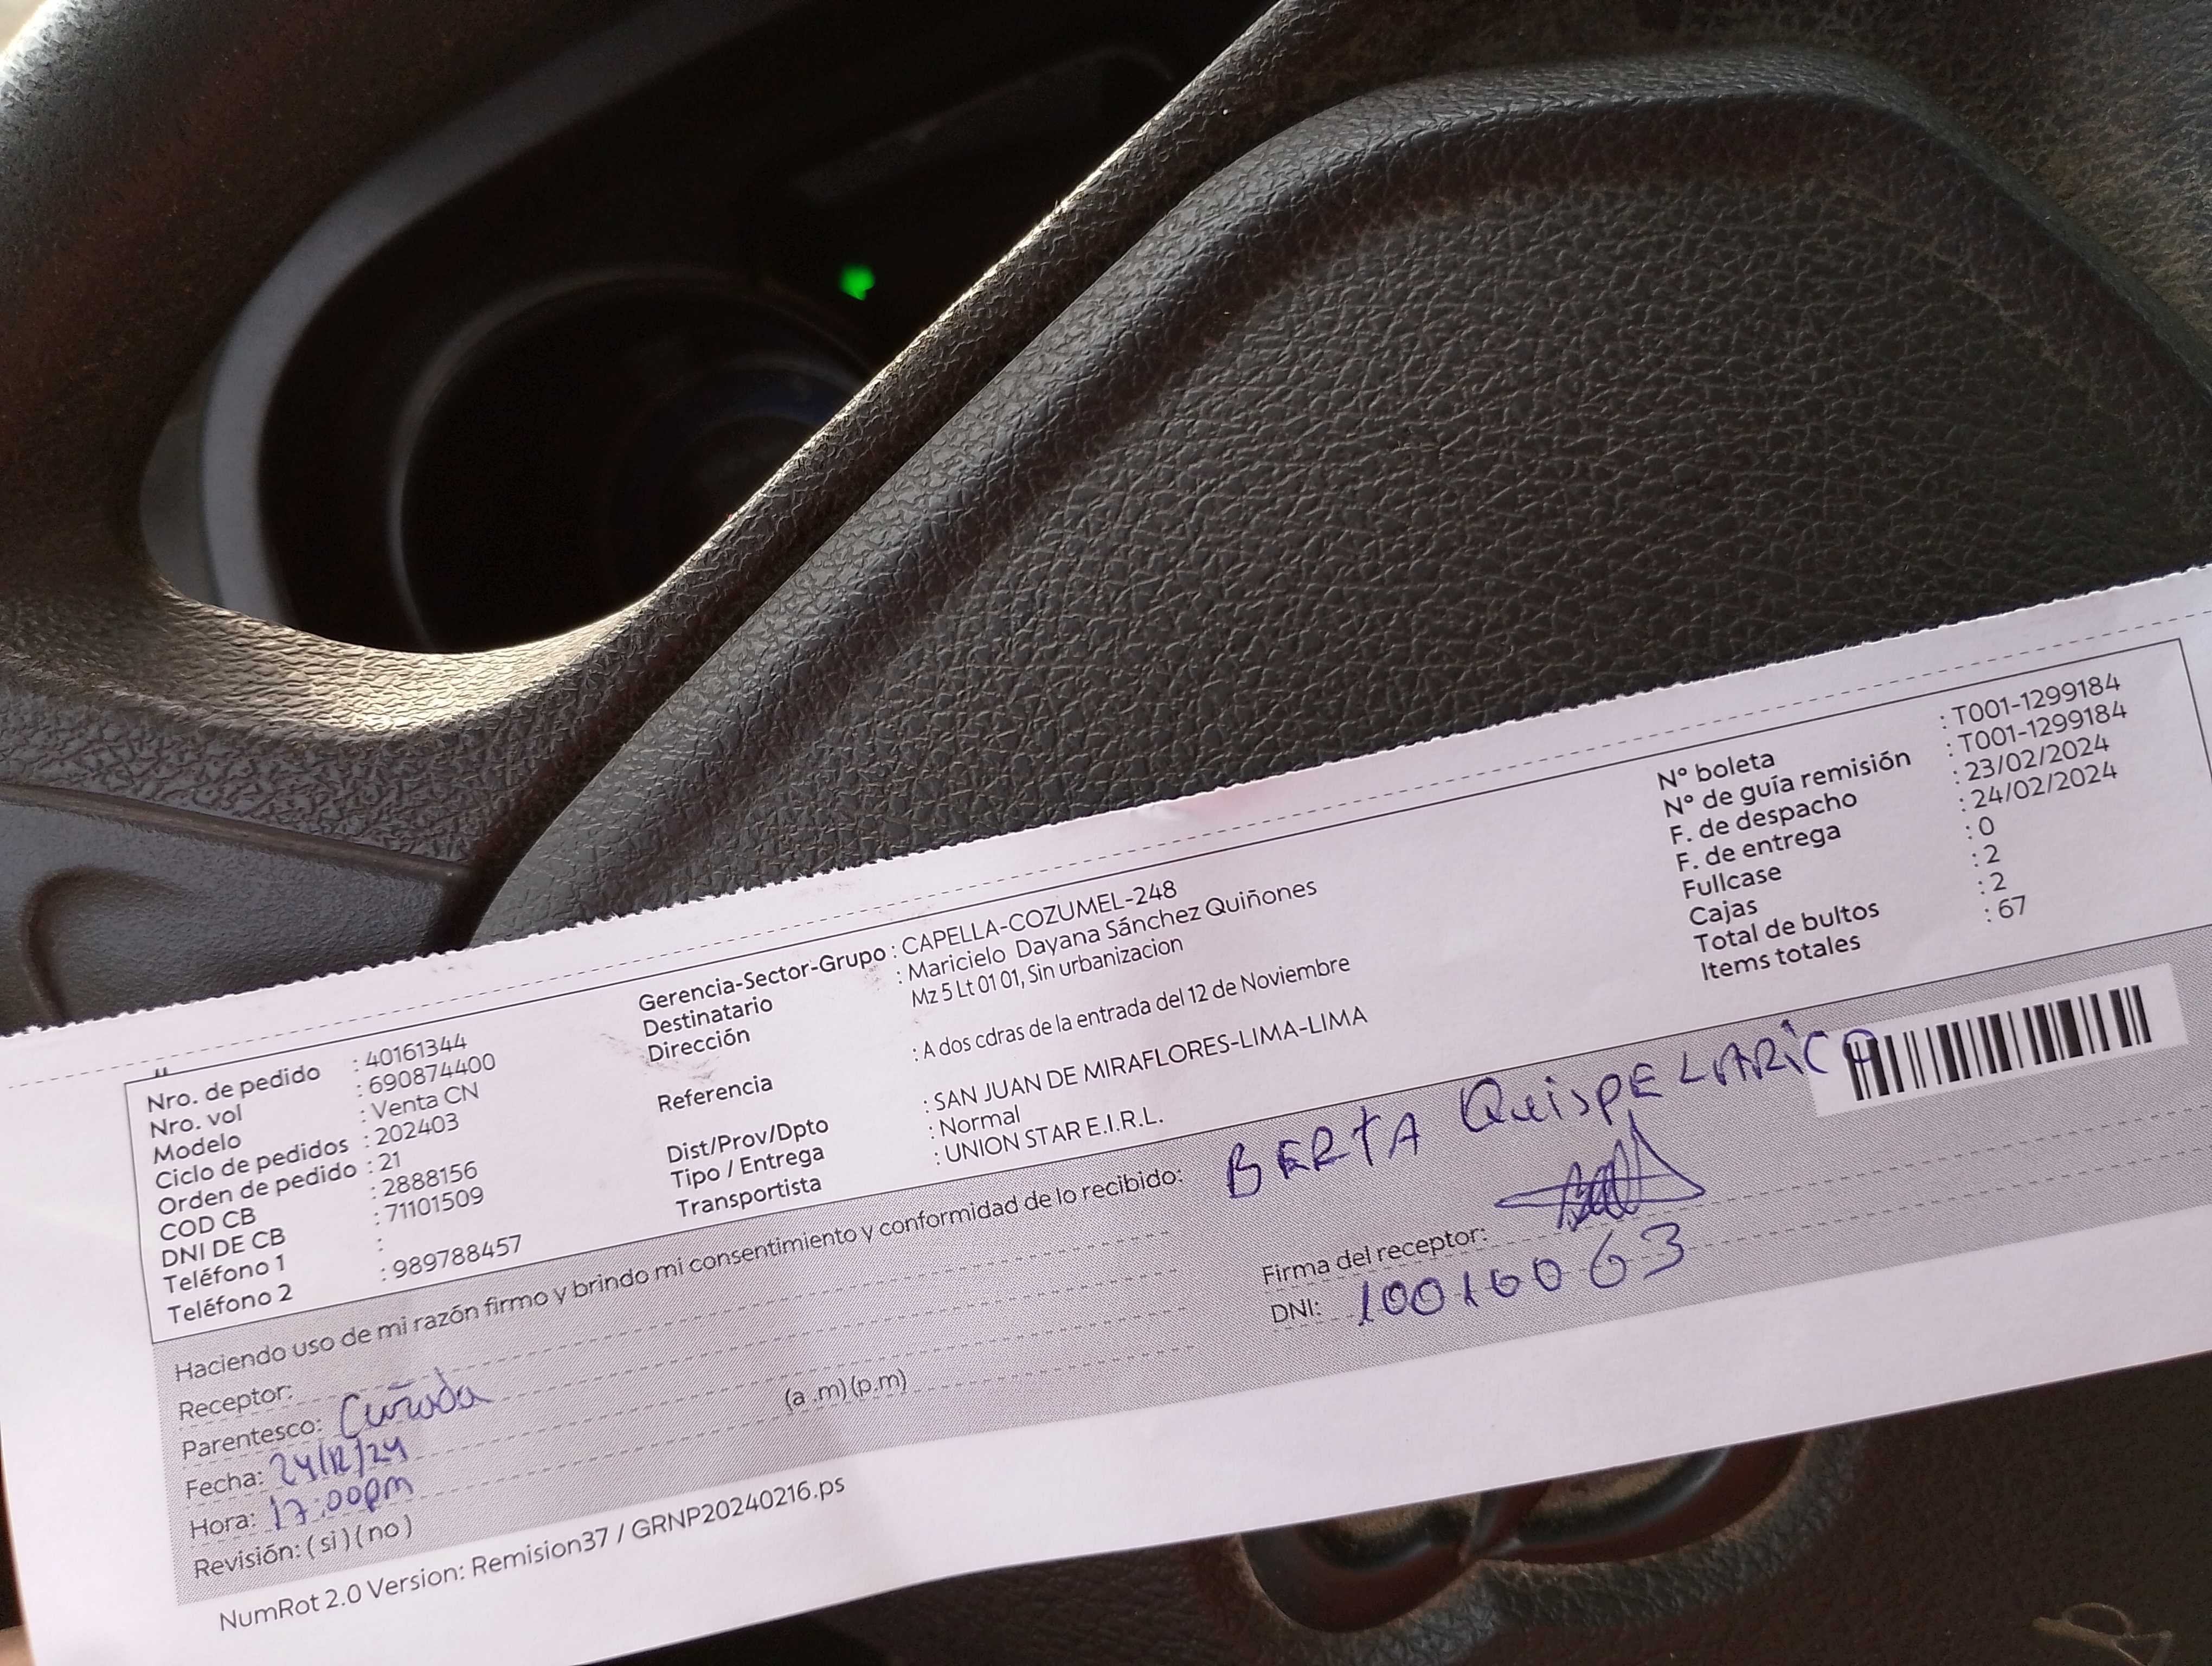 Nro. de pedido : 40161344
Nro. vol : 690874400
Modelo : Venta CN
Ciclo de pedidos : 202403
Orden de pedido : 21
COD CB : 2888156
DNI DE CB : 71101509
Teléfono 1 :
Teléfono 2 : 989788457
Gerencia-Sector-Grupo : CAPELLA-COZUMEL-248
Destinatario : Maricielo Dayana Sánchez Quiñones
Dirección Mz 5 Lt 01 01, Sin urbanizacion
Referencia : A dos cdras de la entrada del 12 de Noviembre
Dist/Prov/Dpto : SAN JUAN DE MIRAFLORES-LIMA-LIMA
Tipo / Entrega : Normal
Transportista : UNION STAR E.I.R.L.
N° boleta : T001-1299184
N° de guía remisión : T001-1299184
F. de despacho : 23/02/2024
F. de entrega : 24/02/2024
Fullcase : 0
Cajas : 2
Total de bultos : 2
Items totales : 67
Haciendo uso de mi razón firmo y brindo mi consentimiento y conformidad de lo recibido: BERTA QuispE LARiCA
Receptor:
Parentesco: Cuñada
Fecha: 24/12/24
Hora: 17:00pm (a .m) (p.m)
Revisión: ( si ) ( no )
Firma del receptor:
DNI: 10016063
NumRot 2.0 Version: Remision37 / GRNP20240216.ps